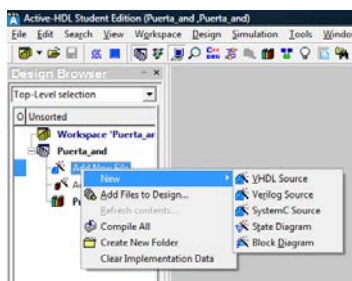 Active-HDL Student Edition (Puerta_and ,Puerta_and)
File Edit Search View Workspace Design Simulation Tools Windo
Design Browser
Top-Level selection
O Unsorted
Workspace 'Puerta_ar
Puerta_and
Add New File
New
VHDL Source
Add Files to Design...
Verilog Source
Refresh contents...
SystemC Source
Compile All
State Diagram
Create New Folder
Block Diagram
Clear Implementation Data